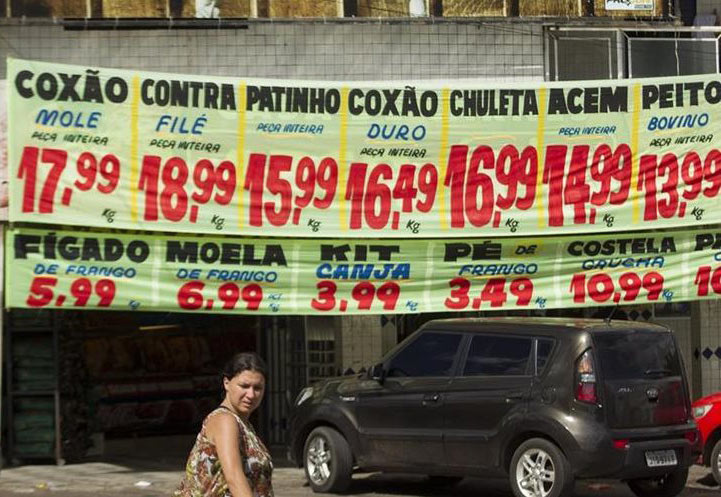 COXÃO CONTRA PATINHO COXÃO CHULETA ACEM PEITO
MOLE FILÉ PEÇA INTEIRA DURO PEÇA INTEIRA BOVINO
PEÇA INTEIRA PEÇA INTEIRA PEÇA INTEIRA PEÇA INTEIRA
17,99 Kg 18,99 Kg 15,99 Kg 16,49 Kg 16,99 Kg 14,99 Kg 13,99 Kg
FÍGADO MOELA KIT PÉ DE COSTELA
DE FRANGO DE FRANGO CANJA FRANGO GAUCHA
5,99 6,99 3,99 3,49 10,99